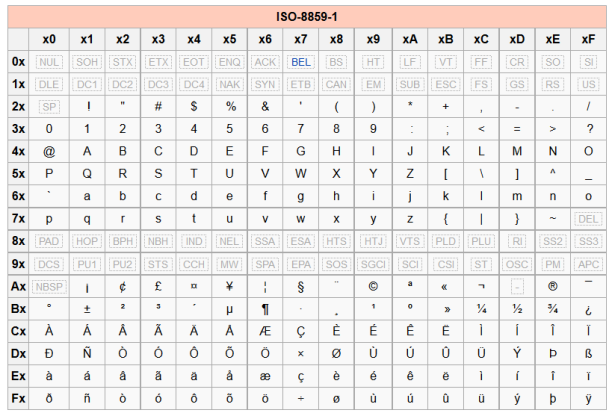 ISO-8859-1
x0 x1 x2 x3 x4 x5 x6 x7 x8 x9 xA xB xC xD xE xF
0x NUL SOH STX ETX EOT ENQ ACK BEL BS HT LF VT FF CR SO SI
1x DLE DC1 DC2 DC3 DC4 NAK SYN ETB CAN EM SUB ESC FS GS RS US
2x SP ! " # $ % & ' ( ) * + , - . /
3x 0 1 2 3 4 5 6 7 8 9 : ; < = > ?
4x @ A B C D E F G H I J K L M N O
5x P Q R S T U V W X Y Z [ \ ] ^ _
6x ` a b c d e f g h i j k l m n o
7x p q r s t u v w x y z { | } ~ DEL
8x PAD HOP BPH NBH IND NEL SSA ESA HTS HTJ VTS PLD PLU RI SS2 SS3
9x DCS PU1 PU2 STS CCH MW SPA EPA SOS SGCI SCI CSI ST OSC PM APC
Ax NBSP ¡ ¢ £ ¤ ¥ ¦ § ¨ © ª « ¬ - ® ¯
Bx ° ± ² ³ ´ µ ¶ · ¸ ¹ º » ¼ ½ ¾ ¿
Cx À Á Â Ã Ä Å Æ Ç È É Ê Ë Ì Í Î Ï
Dx Ð Ñ Ò Ó Ô Õ Ö × Ø Ù Ú Û Ü Ý Þ ß
Ex à á â ã ä å æ ç è é ê ë ì í î ï
Fx ð ñ ò ó ô õ ö ÷ ø ù ú û ü ý þ ÿ